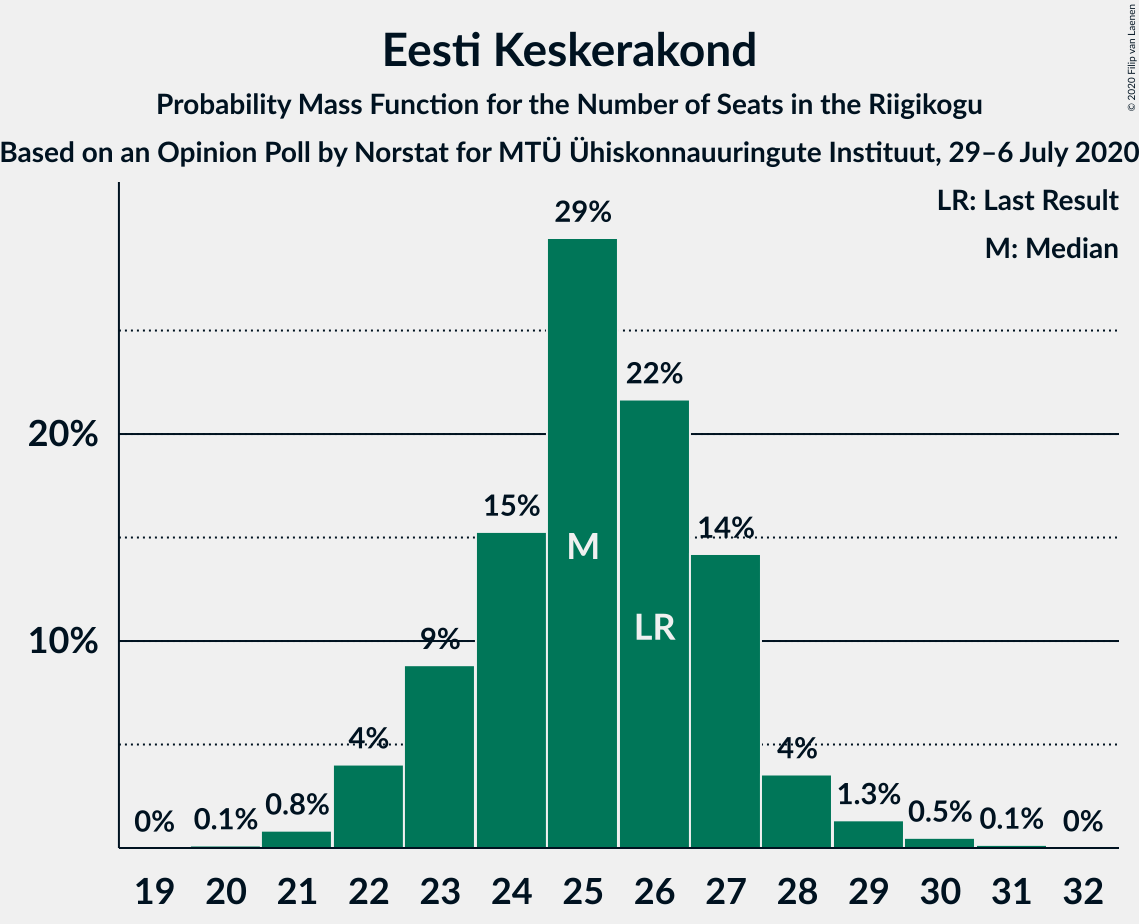 © 2020 Filip van Laenen
Eesti Keskerakond
Probability Mass Function for the Number of Seats in the Riigikogu
Based on an Opinion Poll by Norstat for MTÜ Ühiskonnauuringute Instituut, 29–6 July 2020
LR: Last Result
M: Median
29%
22%
20%
15%
14%
M
LR
10%
9%
4%
4%
1.3%
0.8%
0.5%
0%
0.1%
0.1%
0%
19 20 21 22 23 24 25 26 27 28 29 30 31 32